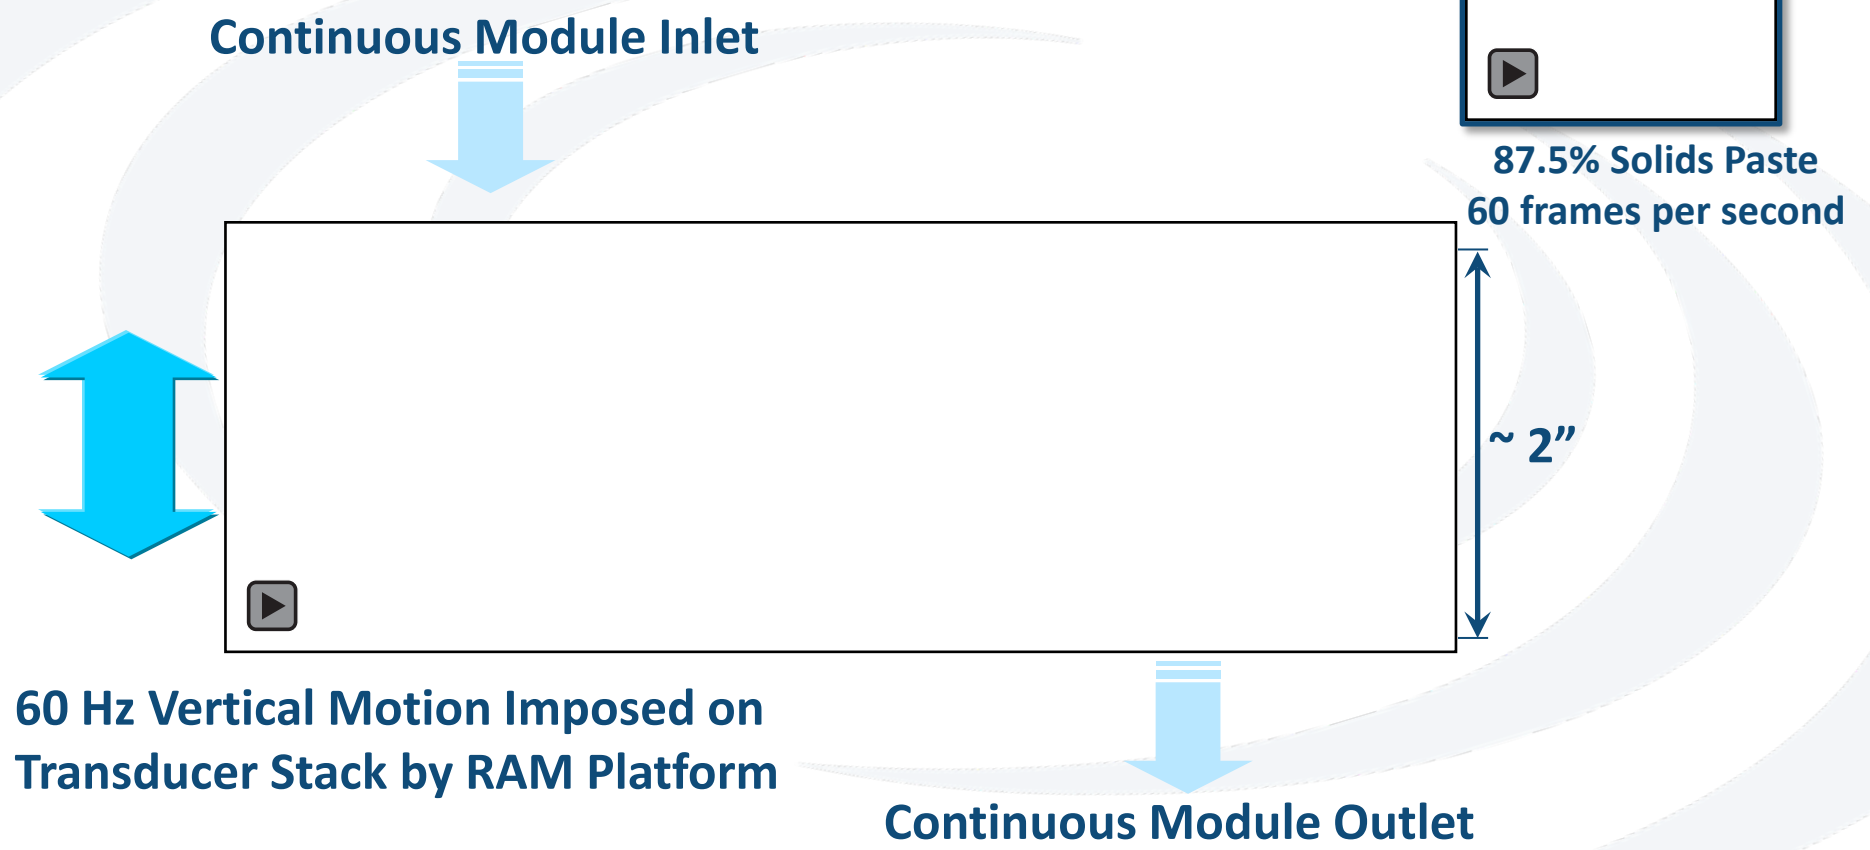 Continuous Module Inlet
87.5% Solids Paste
60 frames per second
~ 2”
60 Hz Vertical Motion Imposed on
Transducer Stack by RAM Platform
Continuous Module Outlet